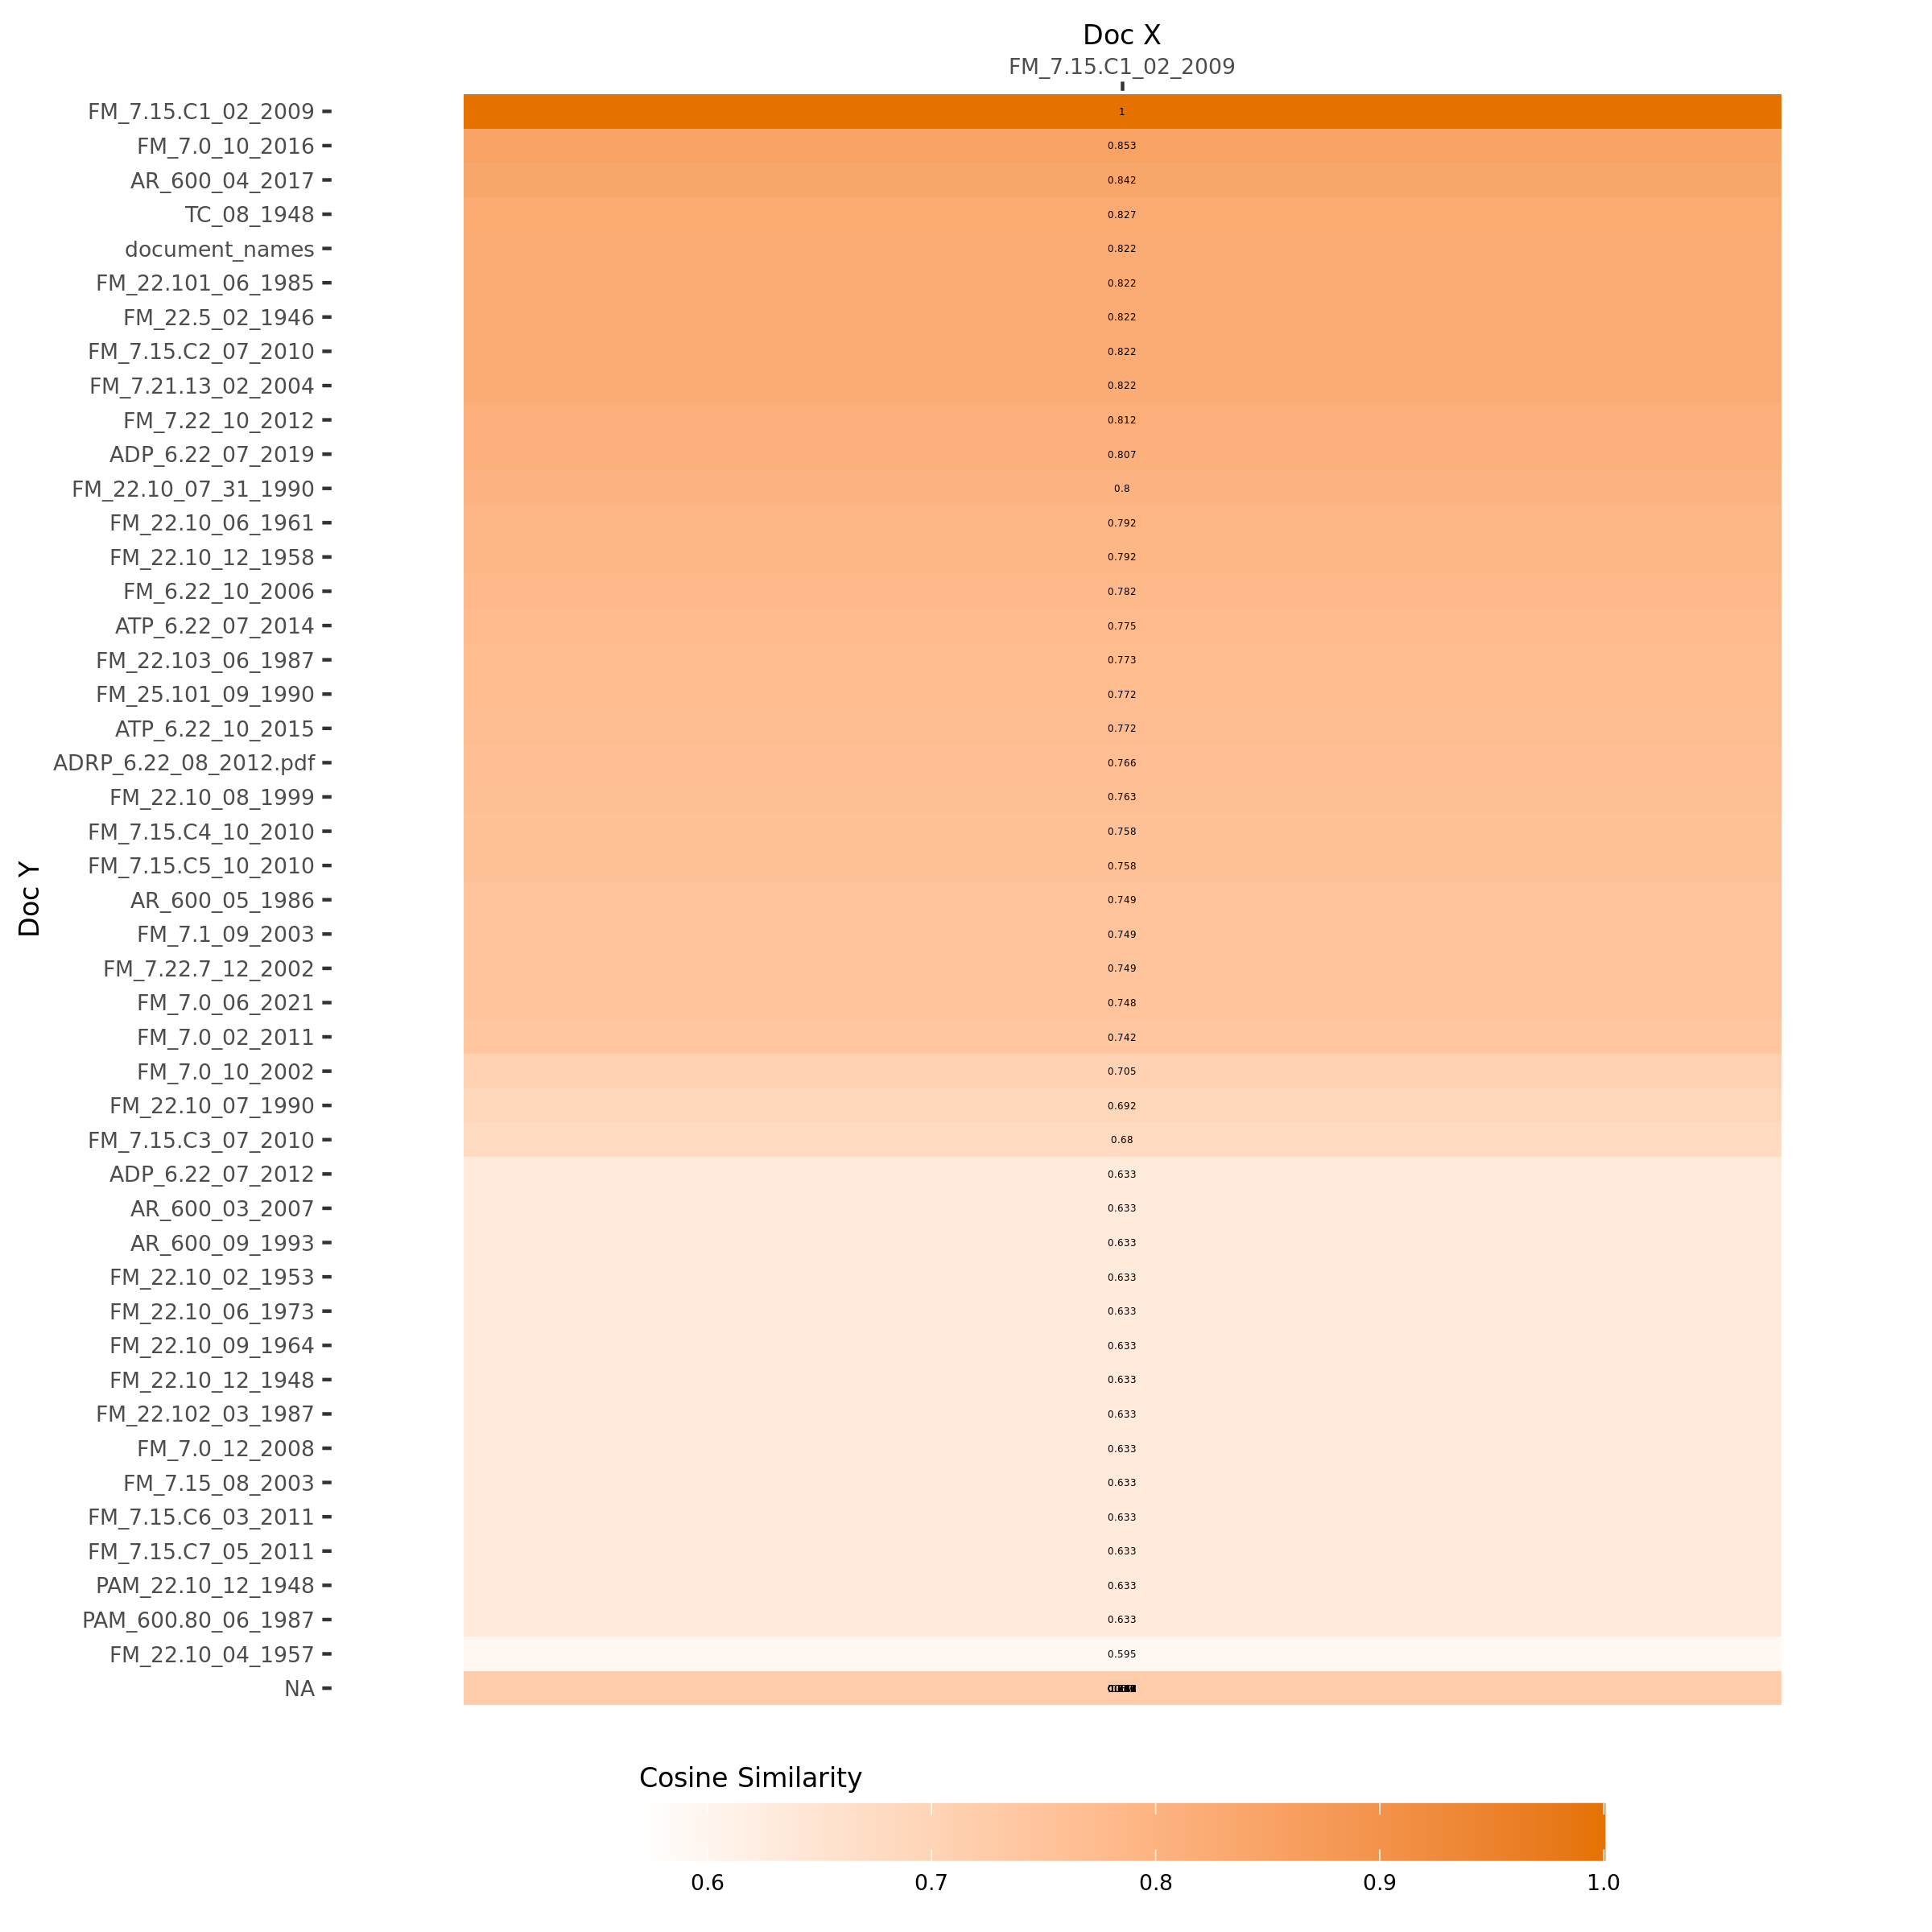 Doc X
FM_7.15.C1_02_2009
FM_7.15.C1_02_2009 1
FM_7.0_10_2016 0.853
AR_600_04_2017 0.842
TC_08_1948 0.827
document_names 0.822
FM_22.101_06_1985 0.822
FM_22.5_02_1946 0.822
FM_7.15.C2_07_2010 0.822
FM_7.21.13_02_2004 0.822
FM_7.22_10_2012 0.812
ADP_6.22_07_2019 0.807
FM_22.10_07_31_1990 0.8
FM_22.10_06_1961 0.792
FM_22.10_12_1958 0.792
FM_6.22_10_2006 0.782
ATP_6.22_07_2014 0.775
FM_22.103_06_1987 0.773
FM_25.101_09_1990 0.772
ATP_6.22_10_2015 0.772
ADRP_6.22_08_2012.pdf 0.766
FM_22.10_08_1999 0.763
FM_7.15.C4_10_2010 0.758
FM_7.15.C5_10_2010 0.758
Doc Y
AR_600_05_1986 0.749
FM_7.1_09_2003 0.749
FM_7.22.7_12_2002 0.749
FM_7.0_06_2021 0.748
FM_7.0_02_2011 0.742
FM_7.0_10_2002 0.705
FM_22.10_07_1990 0.692
FM_7.15.C3_07_2010 0.68
ADP_6.22_07_2012 0.633
AR_600_03_2007 0.633
AR_600_09_1993 0.633
FM_22.10_02_1953 0.633
FM_22.10_06_1973 0.633
FM_22.10_09_1964 0.633
FM_22.10_12_1948 0.633
FM_22.102_03_1987 0.633
FM_7.0_12_2008 0.633
FM_7.15_08_2003 0.633
FM_7.15.C6_03_2011 0.633
FM_7.15.C7_05_2011 0.633
PAM_22.10_12_1948 0.633
PAM_600.80_06_1987 0.633
FM_22.10_04_1957 0.595
NA
Cosine Similarity
0.6 0.7 0.8 0.9 1.0